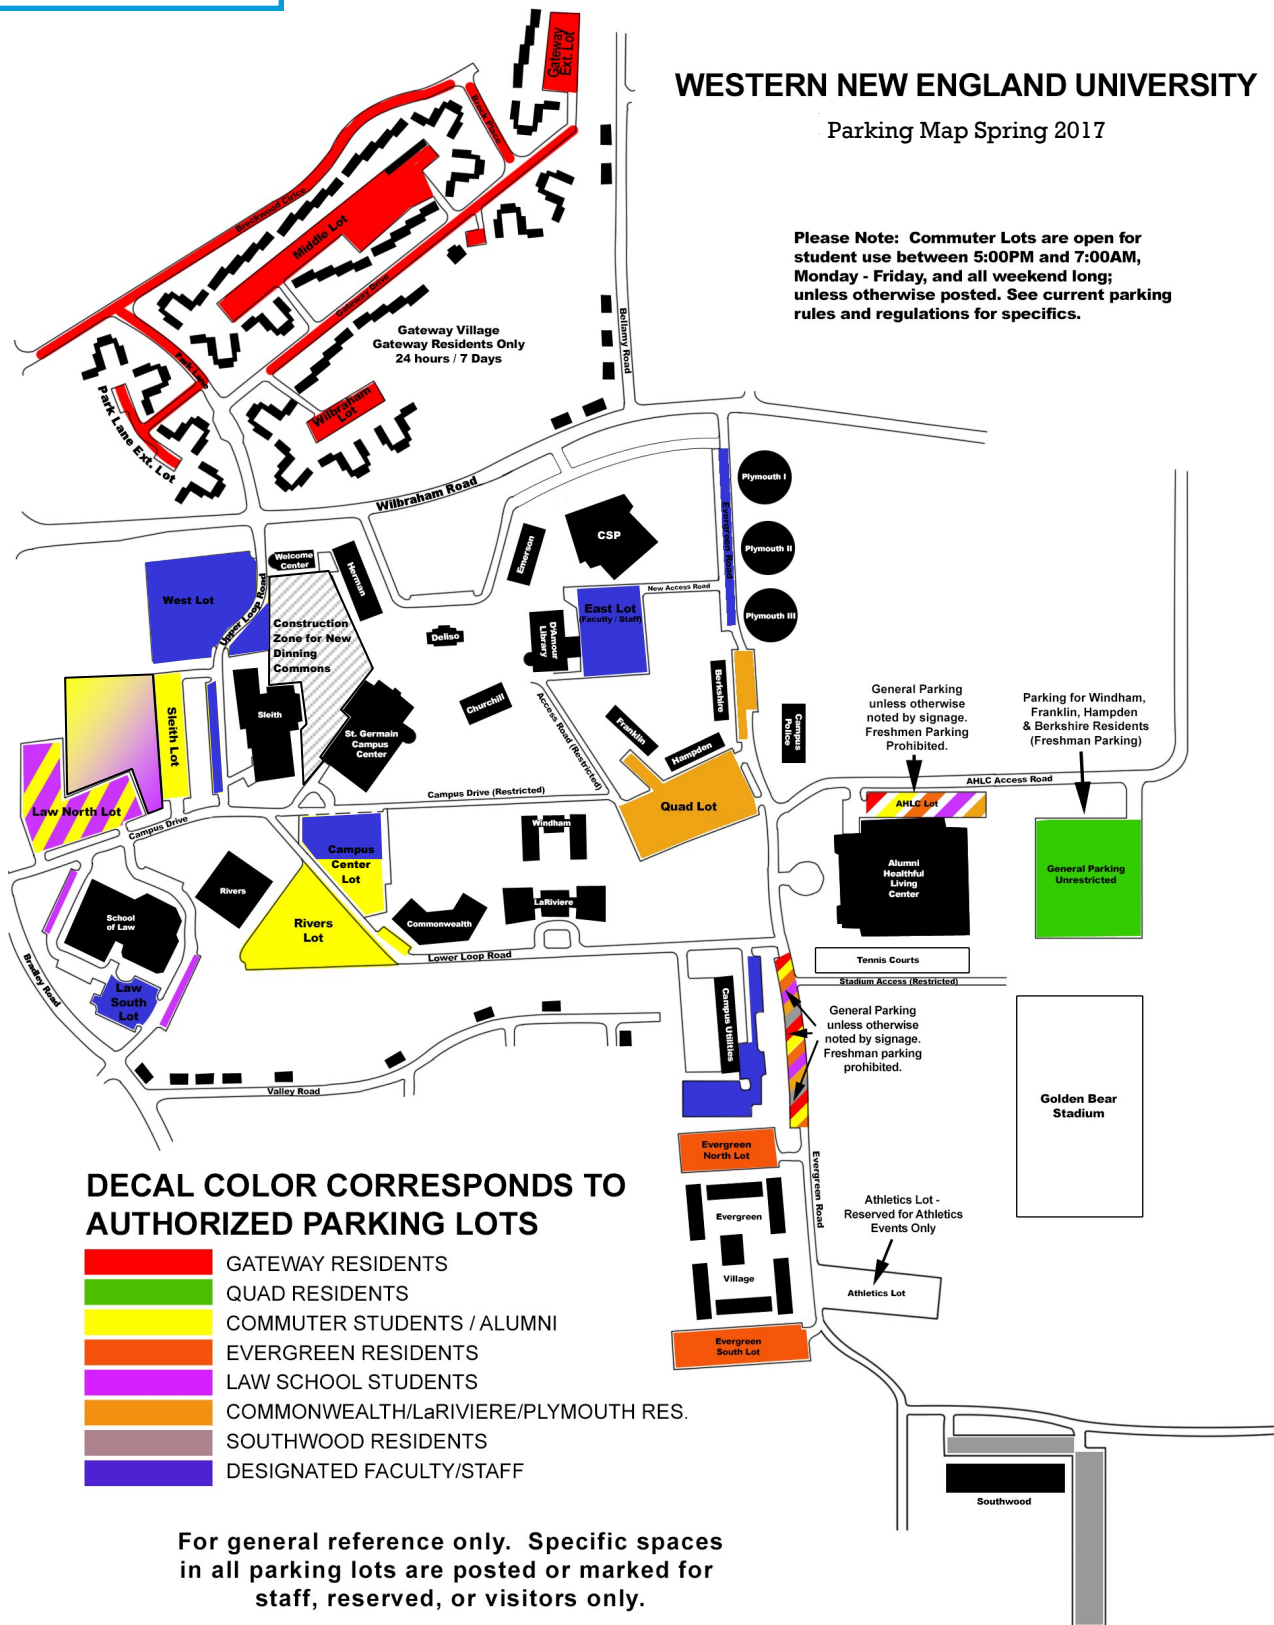 WESTERN NEW ENGLAND UNIVERSITY
Parking Map Spring 2017
Please Note: Commuter Lots are open for
student use between 5:00PM and 7:00AM,
Monday - Friday, and all weekend long;
unless otherwise posted. See current parking
rules and regulations for specifics.
Gateway
Ext. Lot
Breck Place
Breckwood Cirlce
Middle Lot
Gateway Drive
Gateway Village
Gateway Residents Only
24 hours / 7 Days
Bellamy Road
Park Lane
Park Lane Ext. Lot
Wilbraham
Lot
Wilbraham Road
Plymouth I
Plymouth II
Plymouth III
Evergreen Road
CSP
Emerson
New Access Road
Welcome
Center
Herman
West Lot
Upper Loop Road
Construction
Zone for New
Dinning
Commons
East Lot
(Facutly / Staff)
D'Amour
Library
Deliso
Churchill
Access Road (Restricted)
Berkshire
Campus
Police
Franklin
Hampden
Sleith
Sleith Lot
St. Germain
Campus
Center
General Parking
unless otherwise
noted by signage.
Freshmen Parking
Prohibited.
Parking for Windham,
Franklin, Hampden
& Berkshire Residents
(Freshman Parking)
AHLC Access Road
AHLC Lot
Quad Lot
Campus Drive (Restricted)
Law North Lot
Campus Drive
Windham
Campus
Center
Lot
Alumni
Healthful
Living
Center
General Parking
Unrestricted
Rivers
LaRiviere
School
of Law
Rivers
Lot
Commonwealth
Lower Loop Road
Tennis Courts
Stadium Access (Restricted)
Bradley Road
Law
South
Lot
Campus Utilities
General Parking
unless otherwise
noted by signage.
Freshman parking
prohibited.
Valley Road
Golden Bear
Stadium
Evergreen
North Lot
Evergreen Road
Evergreen
Village
Athletics Lot -
Reserved for Athletics
Events Only
Athletics Lot
Evergreen
South Lot
Southwood
DECAL COLOR CORRESPONDS TO
AUTHORIZED PARKING LOTS
GATEWAY RESIDENTS
QUAD RESIDENTS
COMMUTER STUDENTS / ALUMNI
EVERGREEN RESIDENTS
LAW SCHOOL STUDENTS
COMMONWEALTH/LaRIVIERE/PLYMOUTH RES.
SOUTHWOOD RESIDENTS
DESIGNATED FACULTY/STAFF
For general reference only. Specific spaces
in all parking lots are posted or marked for
staff, reserved, or visitors only.